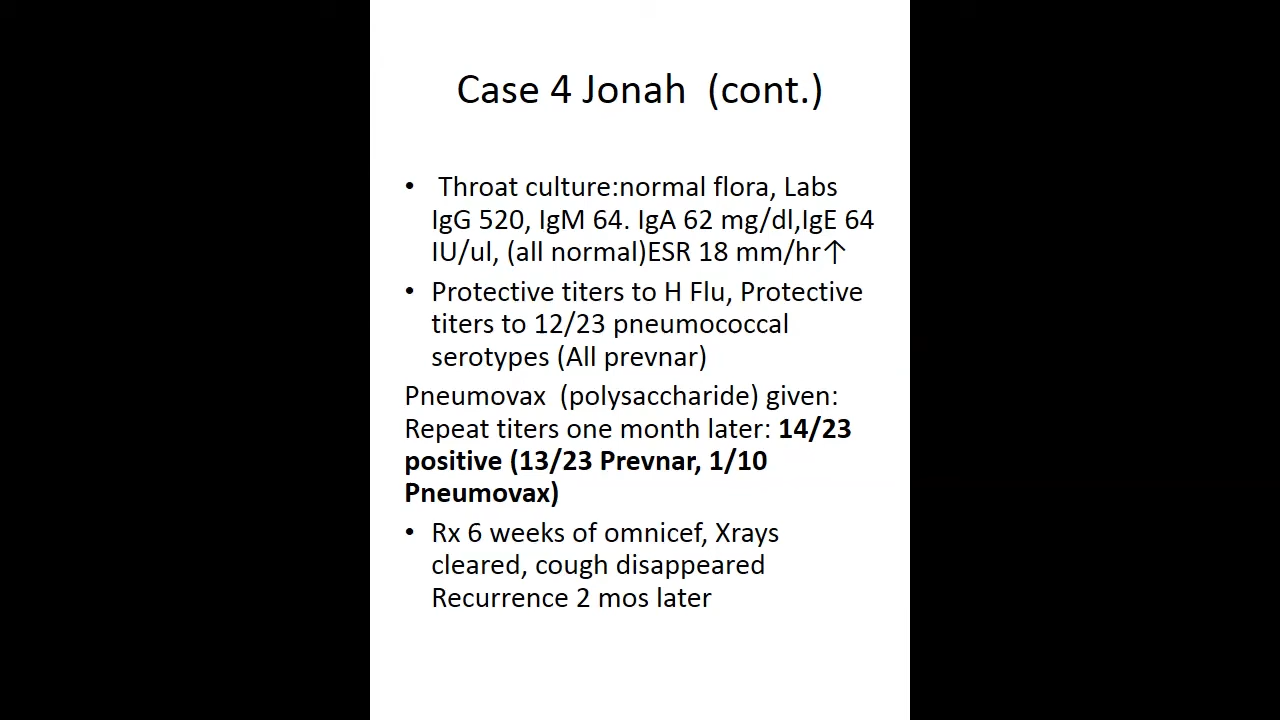 Case 4 Jonah (cont.)
• Throat culture:normal flora, Labs
IgG 520, IgM 64. IgA 62 mg/dl,IgE 64
IU/ul, (all normal)ESR 18 mm/hr↑
• Protective titers to H Flu, Protective
titers to 12/23 pneumococcal
serotypes (All prevnar)
Pneumovax (polysaccharide) given:
Repeat titers one month later: 14/23
positive (13/23 Prevnar, 1/10
Pneumovax)
• Rx 6 weeks of omnicef, Xrays
cleared, cough disappeared
Recurrence 2 mos later